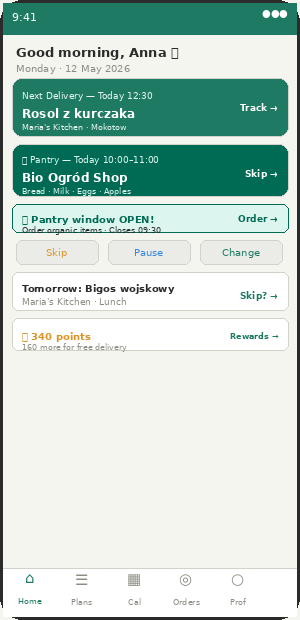 9:41
Good morning, Anna
Monday · 12 May 2026
Next Delivery — Today 12:30
Rosol z kurczaka
Track →
Maria's Kitchen · Mokotow
Pantry — Today 10:00–11:00
Bio Ogród Shop
Skip →
Bread · Milk · Eggs · Apples
Pantry window OPEN!
Order →
Order organic items · Closes 09:30
Skip
Pause
Change
Tomorrow: Bigos wojskowy
Skip? →
Maria's Kitchen · Lunch
340 points
Rewards →
160 more for free delivery
Home
Plans
Cal
Orders
Prof